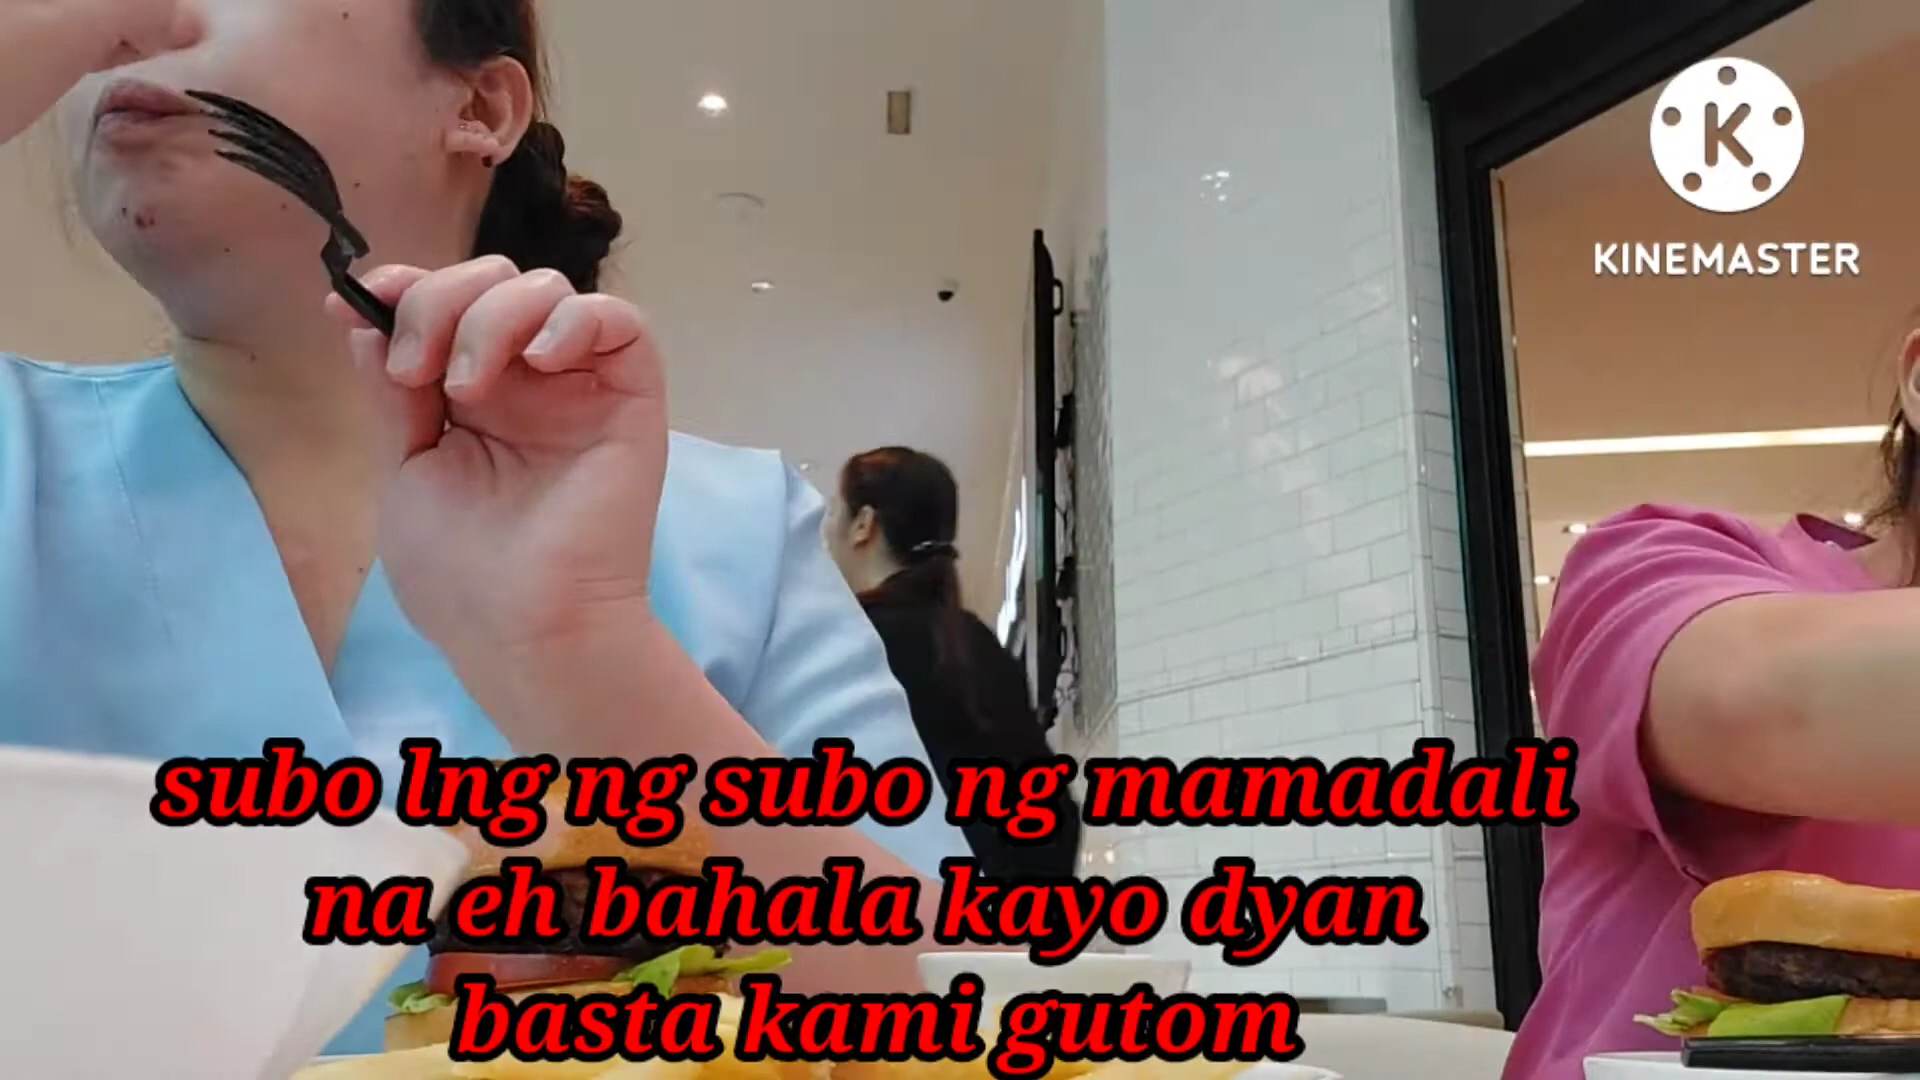 K
KINEMASTER
subo lng ng subo ng mamadali
na eh bahala kayo dyan
basta kami gutom